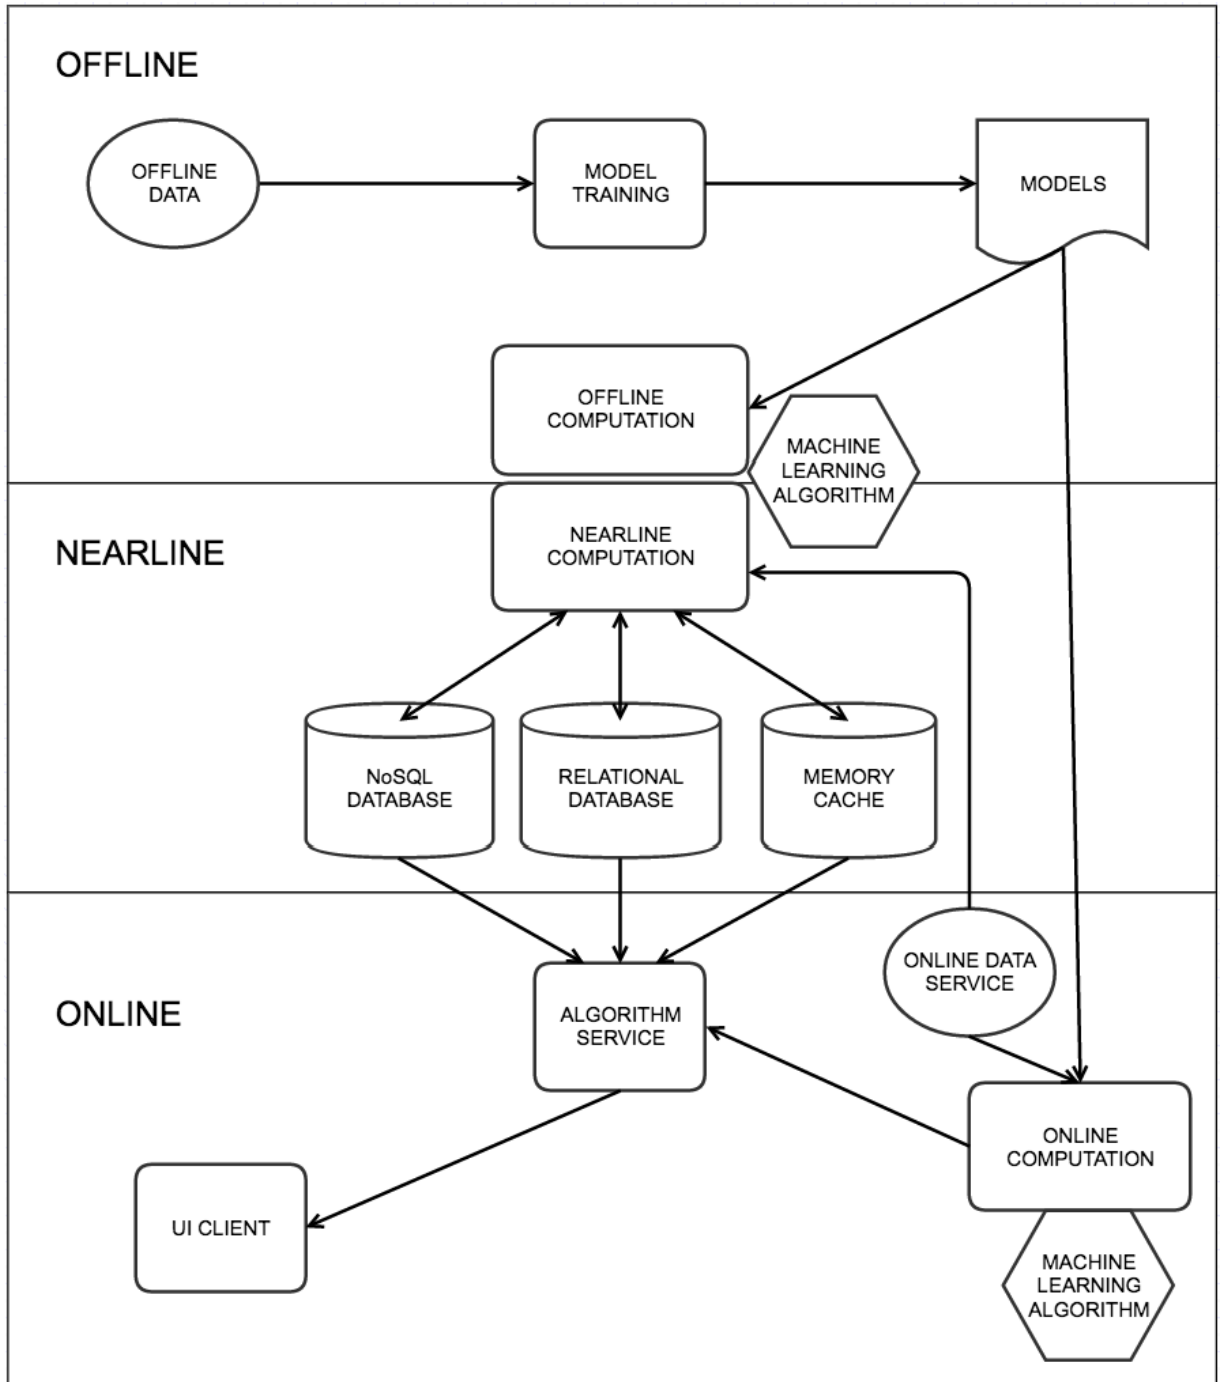 OFFLINE
OFFLINE
DATA
MODEL
TRAINING
MODELS
OFFLINE
COMPUTATION
MACHINE
LEARNING
ALGORITHM
NEARLINE
NEARLINE
COMPUTATION
NoSQL
DATABASE
RELATIONAL
DATABASE
MEMORY
CACHE
ONLINE
ONLINE DATA
SERVICE
ALGORITHM
SERVICE
ONLINE
COMPUTATION
UI CLIENT
MACHINE
LEARNING
ALGORITHM